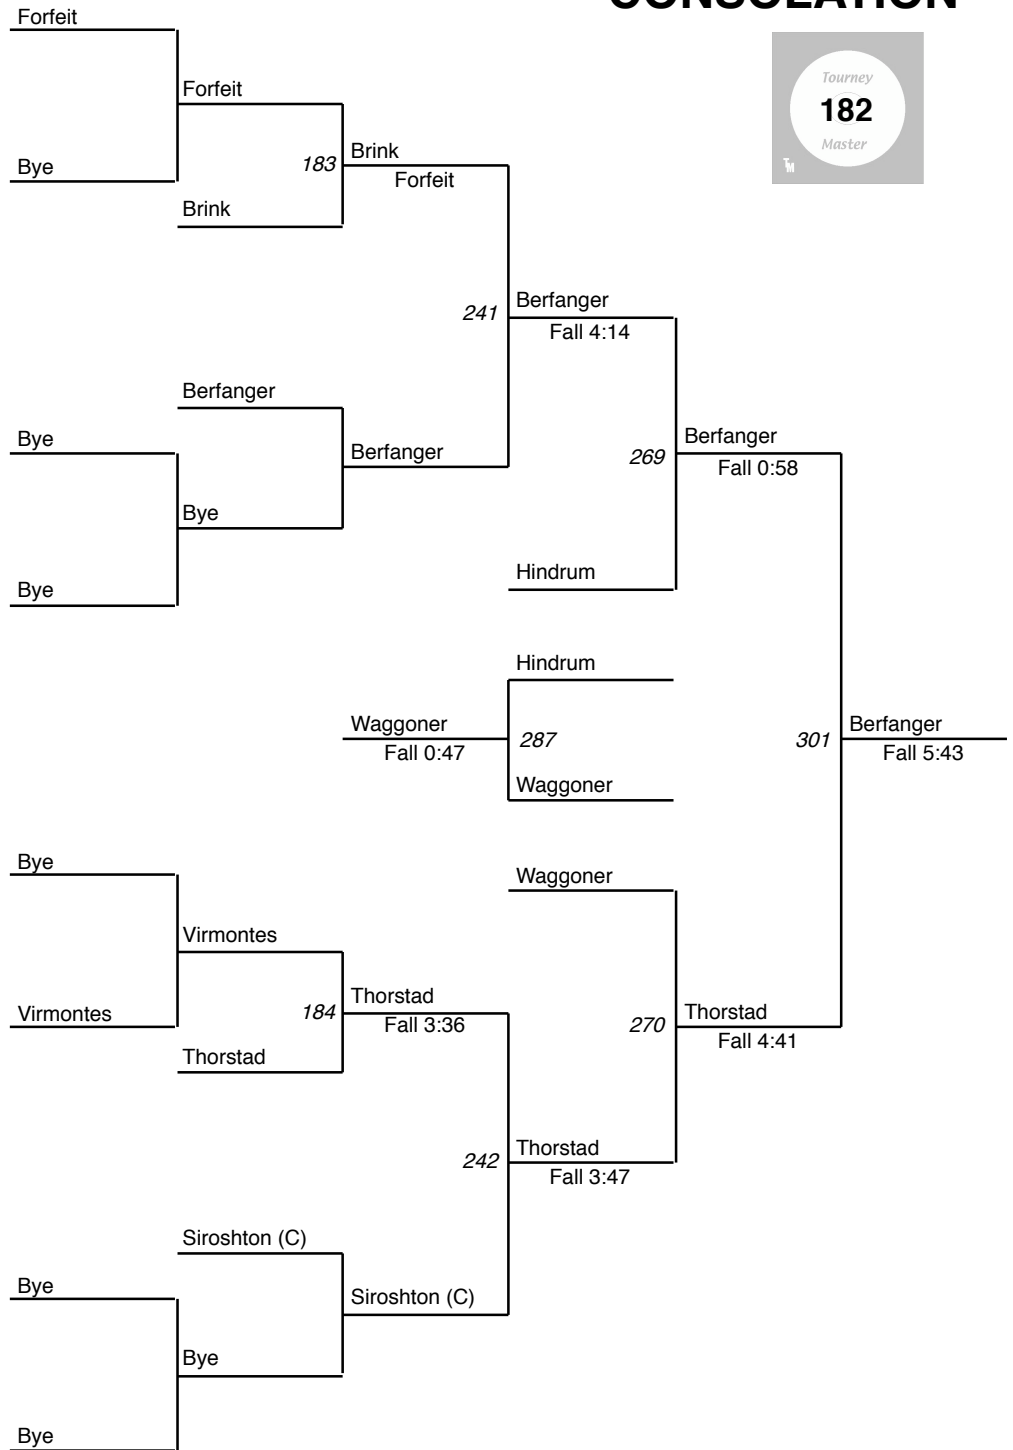 CONSOLATION
Forfeit
Tourney
182
Master
TM
Forfeit
Bye
183
Brink
Forfeit
Brink
241
Berfanger
Fall 4:14
Berfanger
Bye
Berfanger
269
Berfanger
Fall 0:58
Bye
Bye
Hindrum
Hindrum
Waggoner
Fall 0:47
287
Waggoner
301
Berfanger
Fall 5:43
Bye
Waggoner
Virmontes
Virmontes
184
Thorstad
Fall 3:36
270
Thorstad
Fall 4:41
Thorstad
242
Thorstad
Fall 3:47
Siroshton (C)
Bye
Siroshton (C)
Bye
Bye